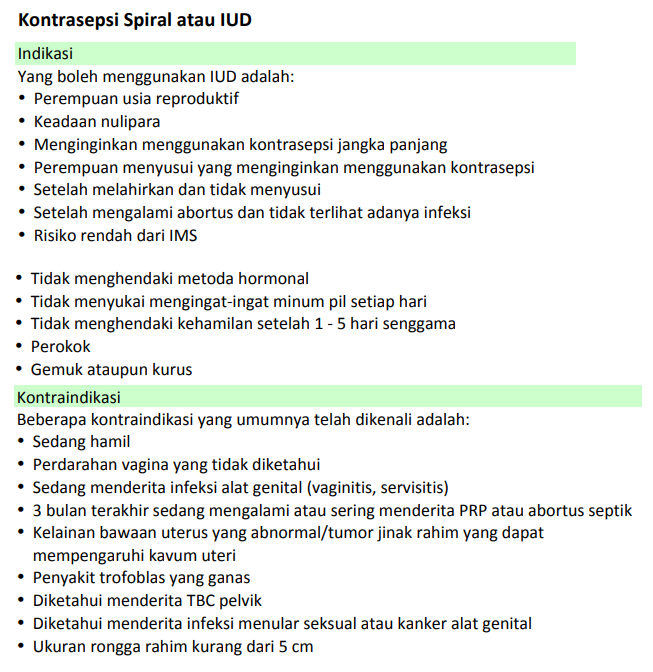 Kontrasepsi Spiral atau IUD
Indikasi
Yang boleh menggunakan IUD adalah:
• Perempuan usia reproduktif
• Keadaan nulipara
• Menginginkan menggunakan kontrasepsi jangka panjang
• Perempuan menyusui yang menginginkan menggunakan kontrasepsi
• Setelah melahirkan dan tidak menyusui
• Setelah mengalami abortus dan tidak terlihat adanya infeksi
• Risiko rendah dari IMS
• Tidak menghendaki metoda hormonal
• Tidak menyukai mengingat-ingat minum pil setiap hari
• Tidak menghendaki kehamilan setelah 1 - 5 hari senggama
• Perokok
• Gemuk ataupun kurus
Kontraindikasi
Beberapa kontraindikasi yang umumnya telah dikenali adalah:
• Sedang hamil
• Perdarahan vagina yang tidak diketahui
• Sedang menderita infeksi alat genital (vaginitis, servisitis)
• 3 bulan terakhir sedang mengalami atau sering menderita PRP atau abortus septik
• Kelainan bawaan uterus yang abnormal/tumor jinak rahim yang dapat
mempengaruhi kavum uteri
• Penyakit trofoblas yang ganas
• Diketahui menderita TBC pelvik
• Diketahui menderita infeksi menular seksual atau kanker alat genital
• Ukuran rongga rahim kurang dari 5 cm